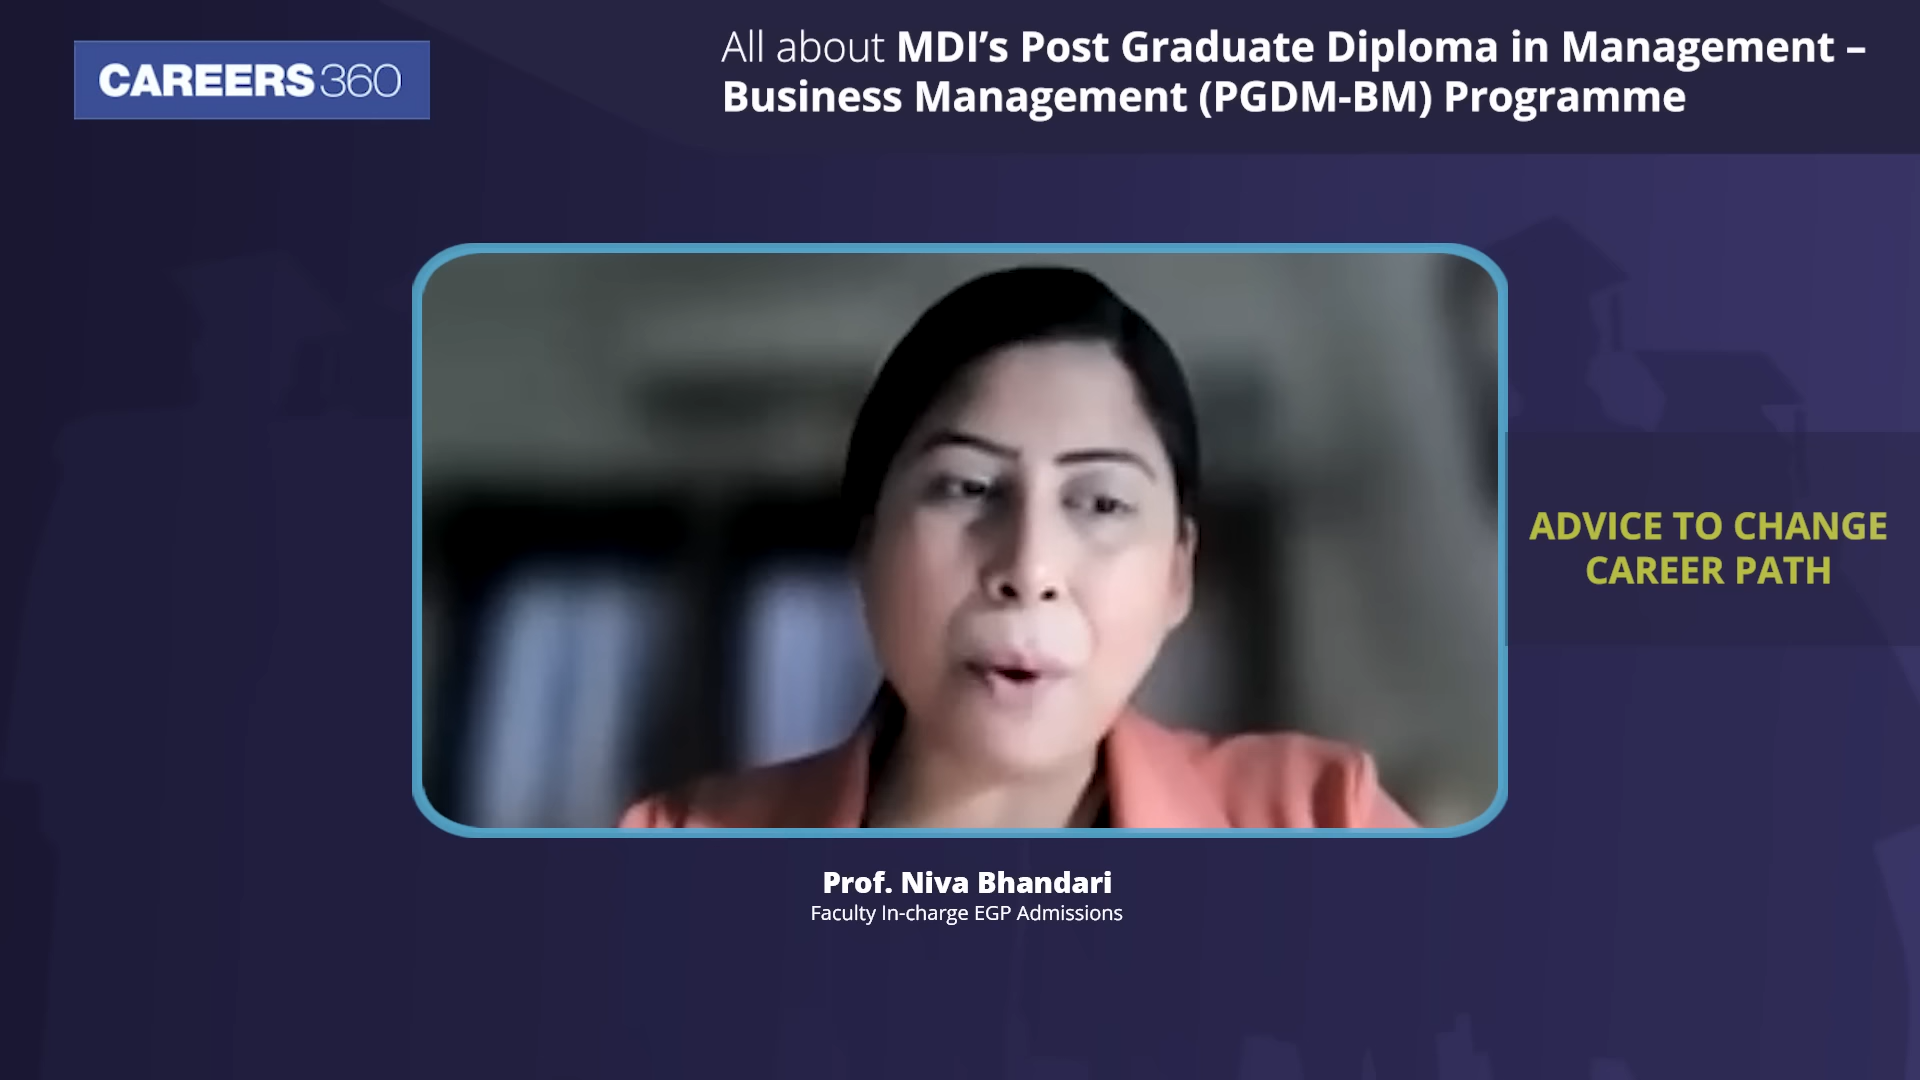 CAREERS360
All about MDI’s Post Graduate Diploma in Management –
Business Management (PGDM-BM) Programme
ADVICE TO CHANGE
CAREER PATH
Prof. Niva Bhandari
Faculty In-charge EGP Admissions